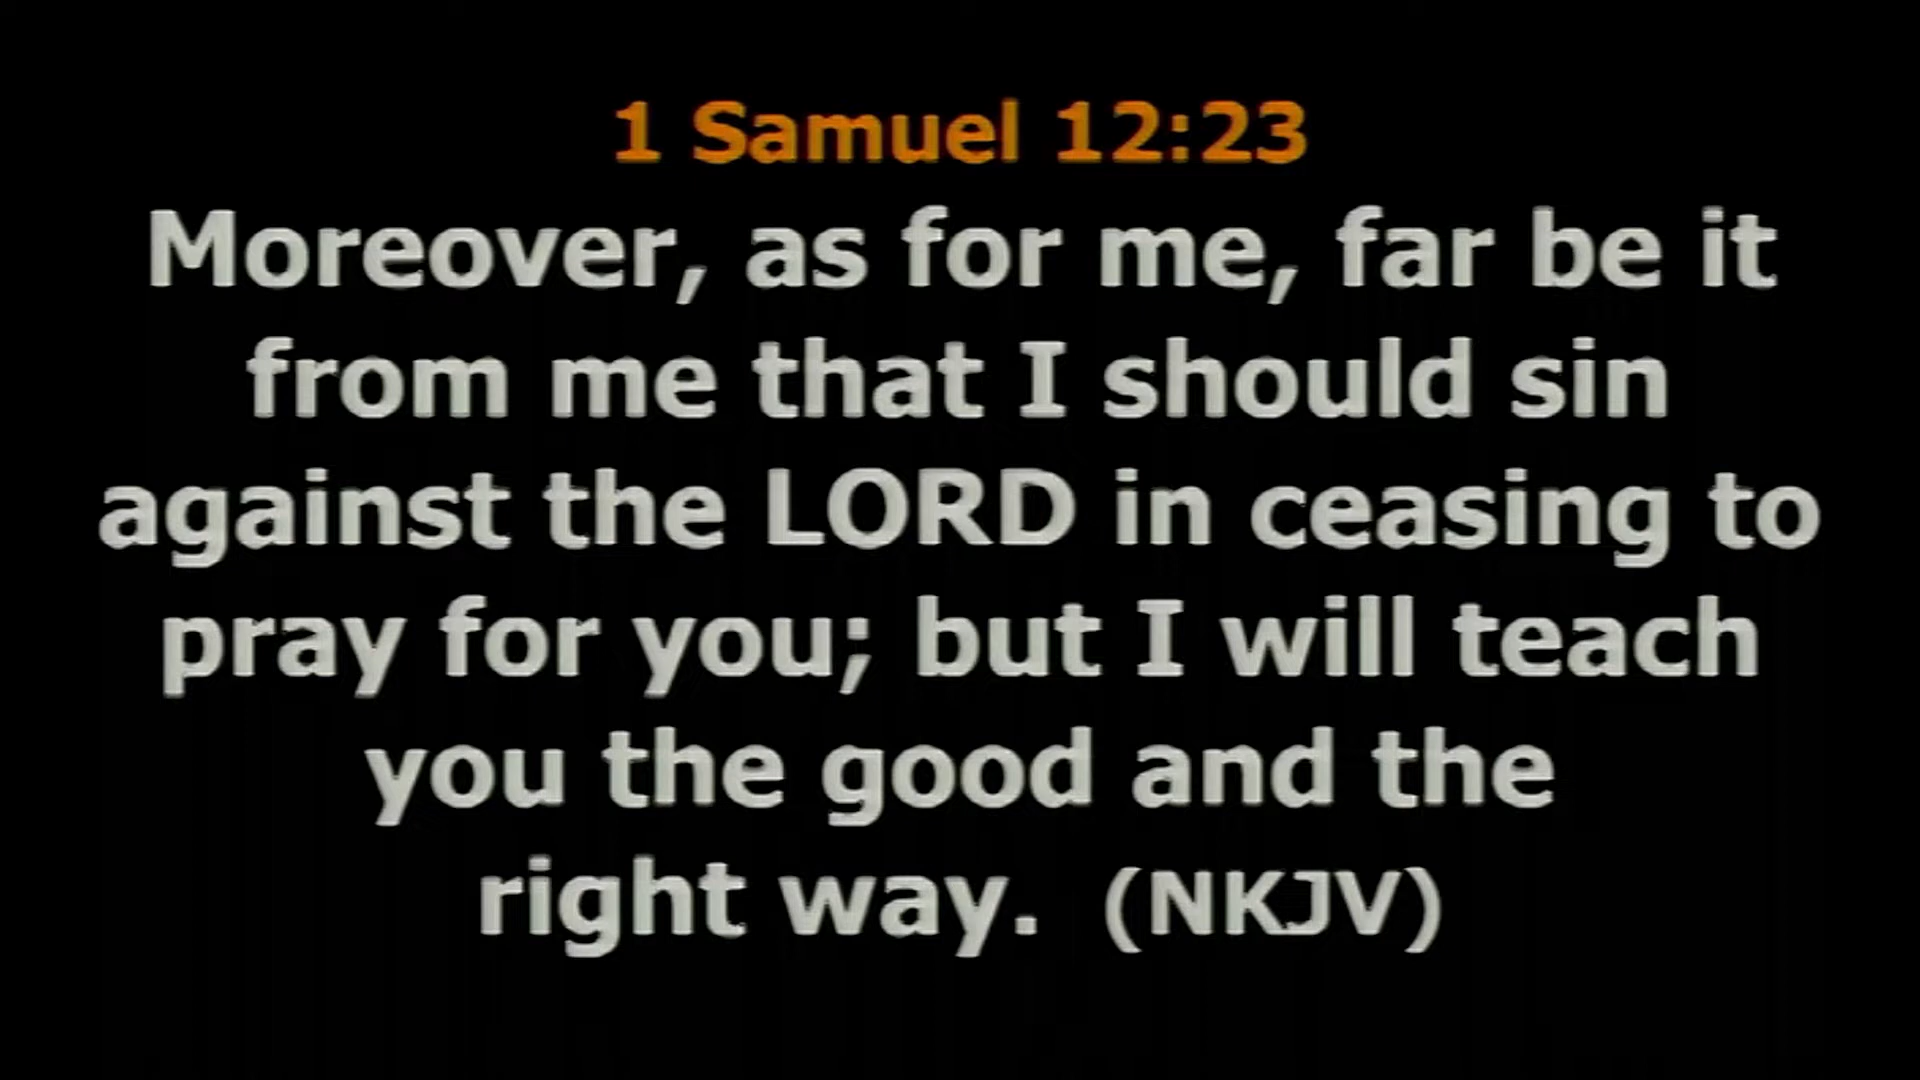 1 Samuel 12:23
Moreover, as for me, far be it
from me that I should sin
against the LORD in ceasing to
pray for you; but I will teach
you the good and the
right way. (NKJV)